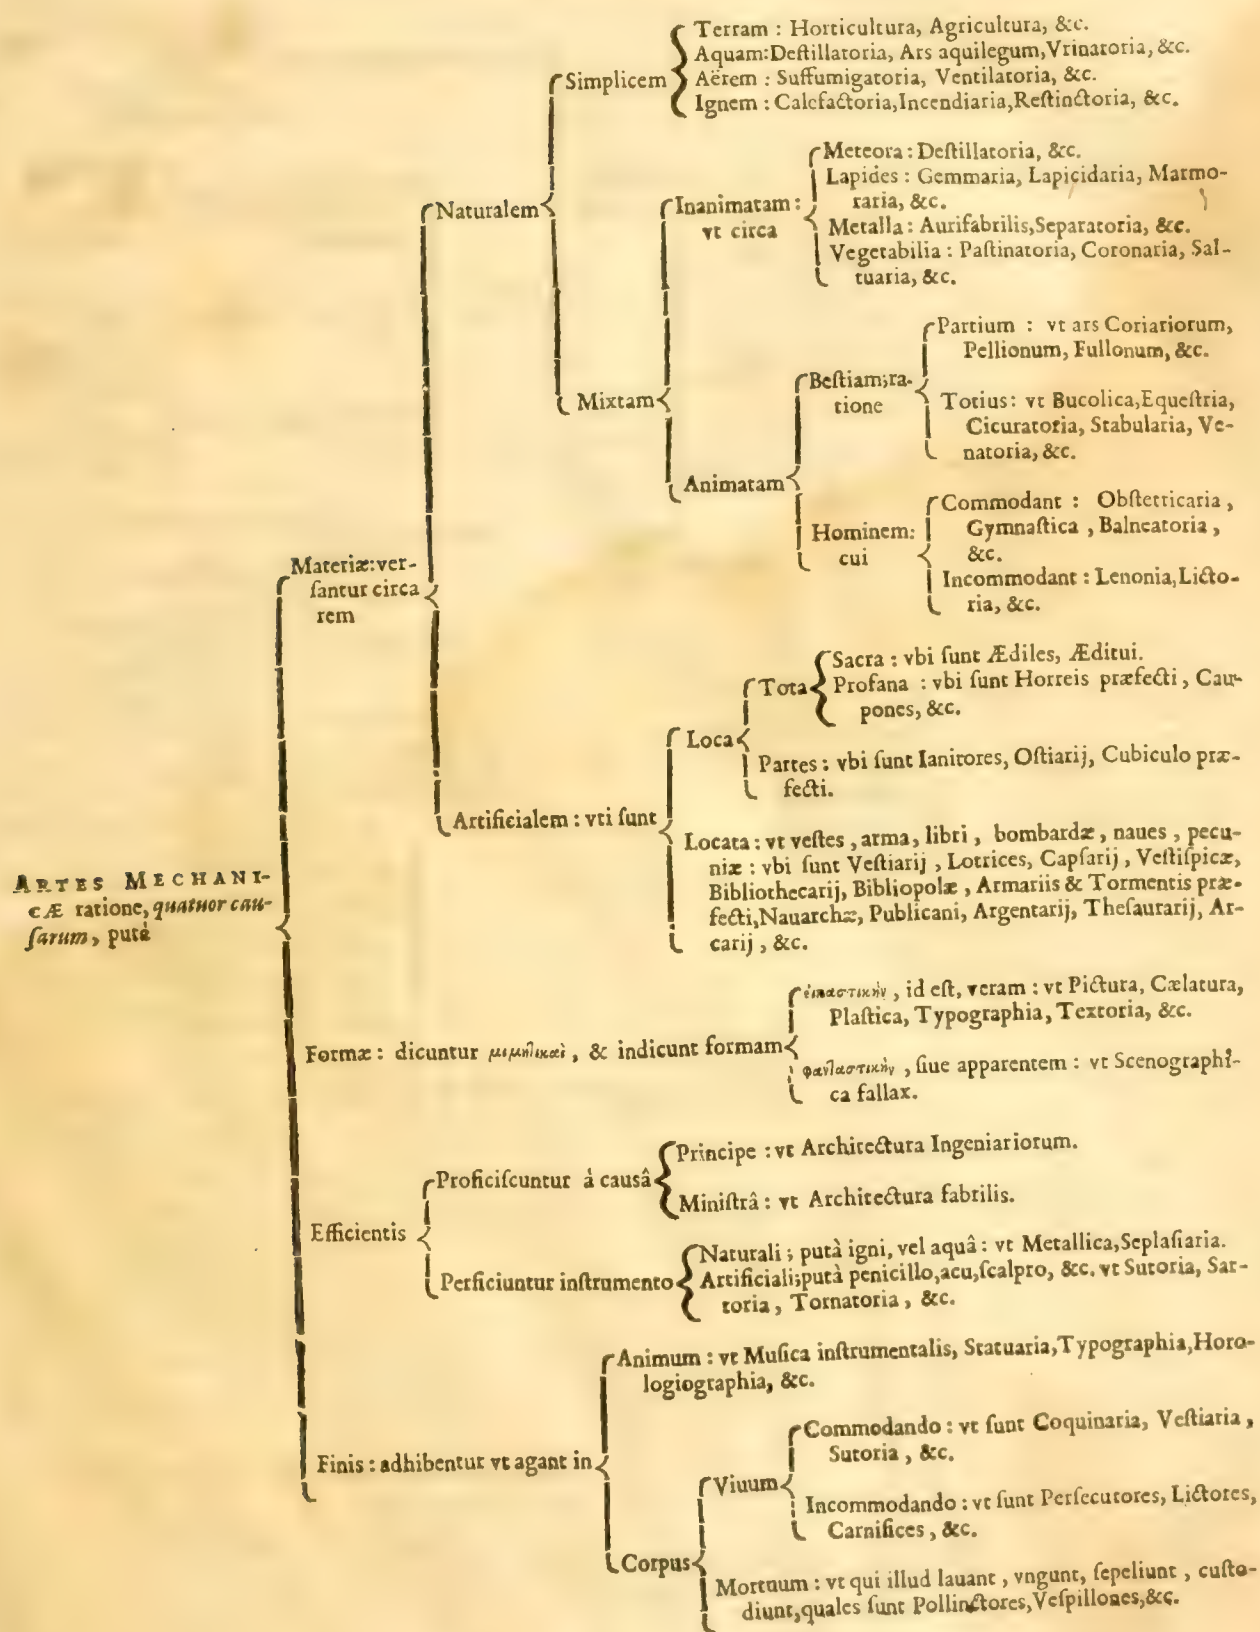 Terram : Horticultura, Agricultura, &c.
Aquam:Deſtillatoria, Ars aquilegum,Vrinatoria, &c.
Simplicem
Aërem : Suffumigatoria, Ventilatoria, &c.
Ignem : Calefactoria,Incendiaria,Reſtinctoria, &c.
Meteora : Deſtillatoria, &c.
Lapides : Gemmaria, Lapicidaria, Marmo-
raria, &c.
Naturalem
Inanimatam :
vt circa
Metalla : Aurifabrilis,Separatoria, &c.
Vegetabilia : Paſtinatoria, Coronaria, Sal-
tuaria, &c.
Partium : vt ars Coriariorum,
Pellionum, Fullonum, &c.
Mixtam
Beſtiam;ra-
tione
Totius: vt Bucolica,Equeſtria,
Cicuratoria, Stabularia, Ve-
natoria, &c.
Animatam
Commodant : Obſtetricaria ,
Gymnaſtica , Balneatoria ,
&c.
Hominem:
cui
Incommodant : Lenonia,Licto-
ria, &c.
Materiæ:ver-
ſantur circa
rem
Sacra : vbi ſunt Ædiles, Æditui.
Tota
Profana : vbi ſunt Horreis præfecti , Cau-
pones, &c.
Loca
Partes : vbi ſunt Ianitores, Oſtiarij, Cubiculo præ-
fecti.
Artificialem : vti ſunt
Locata : vt veſtes , arma, libri , bombardæ , naues , pecu-
niæ : vbi ſunt Veſtiarij , Lotrices, Capſarij , Veſtiſpicæ,
Bibliothecarij, Bibliopolæ , Armariis & Tormentis præ-
fecti,Nauarchæ, Publicani, Argentarij, Theſaurarij, Ar-
carij , &c.
ARTES MECHANI-
CÆ ratione, quatuor cau-
ſarum, putà
εἰκαστικὴν , id eſt, veram : vt Pictura, Cælatura,
Plaſtica, Typographia, Textoria, &c.
Formæ : dicuntur μιμητικαὶ , & indicunt formam
φανταστικὴν , ſiue apparentem : vt Scenographi-
ca fallax.
Principe : vt Architectura Ingeniariorum.
Proficiſcuntur à causâ
Miniſtrâ : vt Architectura fabrilis.
Efficientis
Naturali ; putà igni, vel aquâ : vt Metallica,Seplaſiaria.
Perficiuntur inſtrumento
Artificiali;putà penicillo,acu,ſcalpro, &c. vt Sutoria, Sar-
toria , Tornatoria , &c.
Animum : vt Muſica inſtrumentalis, Statuaria,Typographia,Horo-
logiographia, &c.
Finis : adhibentur vt agant in
Commodando : vt ſunt Coquinaria, Veſtiaria ,
Sutoria , &c.
Viuum
Incommodando : vt ſunt Perſecutores, Lictores,
Carnifices , &c.
Corpus
Mortuum : vt qui illud lauant , vngunt, ſepeliunt , cuſto-
diunt,quales ſunt Pollinctores,Veſpillones,&c.